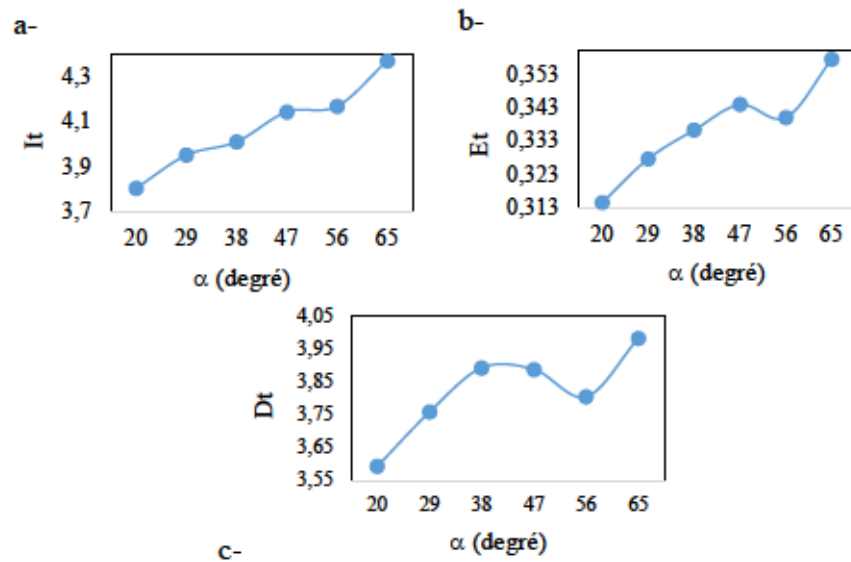 a-
4,3
4,1
3,9
3,7
It
20 29 38 47 56 65
α (degré)
b-
0,353
0,343
0,333
0,323
0,313
Et
20 29 38 47 56 65
α (degré)
4,05
3,95
3,85
3,75
3,65
3,55
Dt
20 29 38 47 56 65
α (degré)
c-